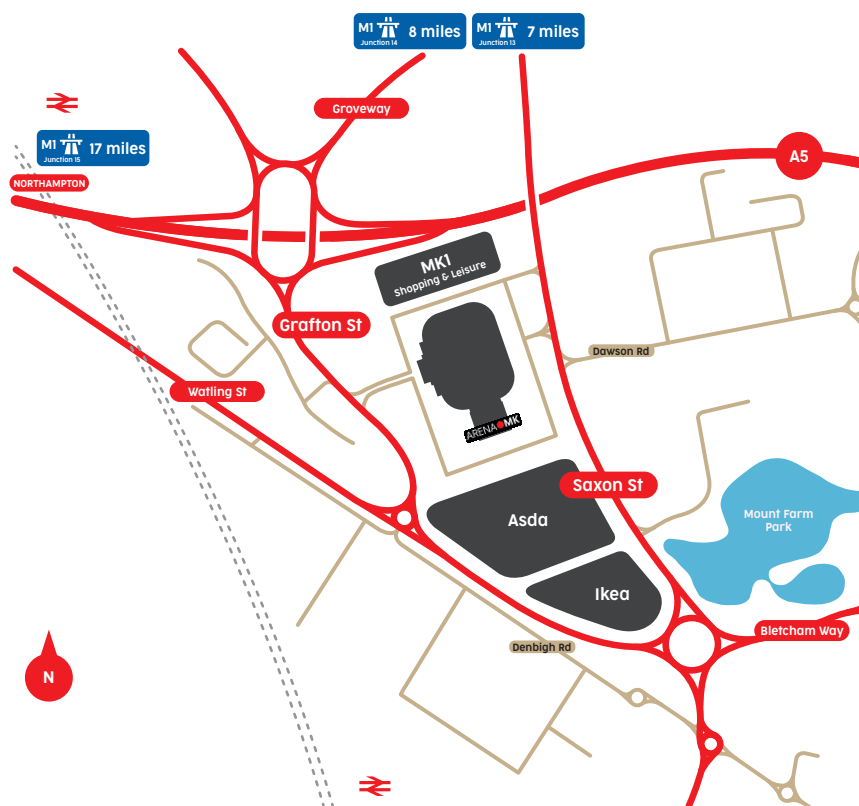 M1 8 miles
Junction 14
M1 7 miles
Junction 13
Groveway
M1 17 miles
Junction 15
A5
NORTHAMPTON
MK1
Shopping & Leisure
Grafton St
Dawson Rd
Watling St
ARENA MK
Saxon St
Asda
Mount Farm
Park
Ikea
Bletcham Way
Denbigh Rd
N